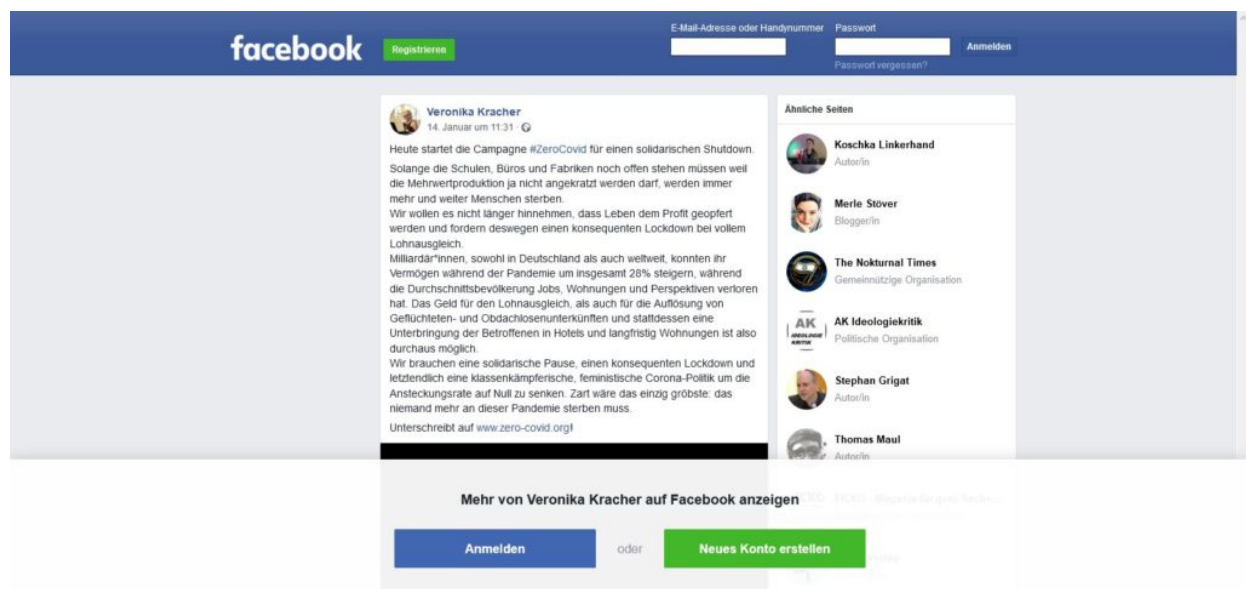 facebook
Registrieren
E-Mail-Adresse oder Handynummer
Passwort
Anmelden
Passwort vergessen?
Veronika Kracher
14. Januar um 11:31 ·
Heute startet die Campagne #ZeroCovid für einen solidarischen Shutdown.
Solange die Schulen, Büros und Fabriken noch offen stehen müssen weil
die Mehrwertproduktion ja nicht angekratzt werden darf, werden immer
mehr und weiter Menschen sterben.
Wir wollen es nicht länger hinnehmen, dass Leben dem Profit geopfert
werden und fordern deswegen einen konsequenten Lockdown bei vollem
Lohnausgleich.
Milliardär*innen, sowohl in Deutschland als auch weltweit, konnten ihr
Vermögen während der Pandemie um insgesamt 28% steigern, während
die Durchschnittsbevölkerung Jobs, Wohnungen und Perspektiven verloren
hat. Das Geld für den Lohnausgleich, als auch für die Auflösung von
Geflüchteten- und Obdachlosenunterkünften und stattdessen eine
Unterbringung der Betroffenen in Hotels und langfristig Wohnungen ist also
durchaus möglich.
Wir brauchen eine solidarische Pause, einen konsequenten Lockdown und
letztendlich eine klassenkämpferische, feministische Corona-Politik um die
Ansteckungsrate auf Null zu senken. Zart wäre das einzig gröbste: das
niemand mehr an dieser Pandemie sterben muss.
Unterschreibt auf www.zero-covid.org!
Ähnliche Seiten
Koschka Linkerhand
Autor/in
Merle Stöver
Blogger/in
The Nokturnal Times
Gemeinnützige Organisation
AK
IDEOLOGIE
KRITIK
AK Ideologiekritik
Politische Organisation
Stephan Grigat
Autor/in
Thomas Maul
Autor/in
Mehr von Veronika Kracher auf Facebook anzeigen
Anmelden
oder
Neues Konto erstellen